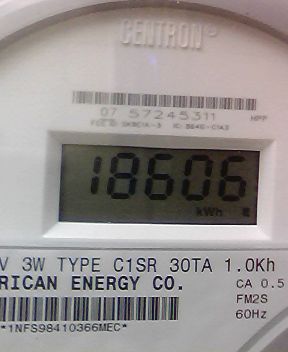 CENTRON®
07 57245311
HPP
18606
kWh
V 3W TYPE C1SR 30TA 1.0Kh
RICAN ENERGY CO.
CA 0.5
FM2S
60Hz
*1NFS98410366MEC*